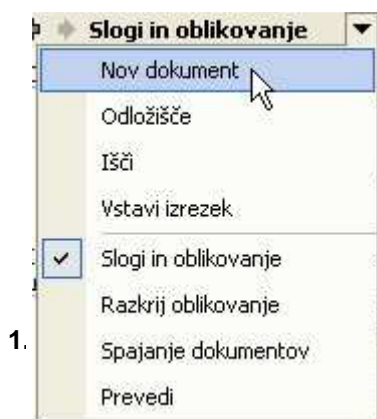 Slogi in oblikovanje
Nov dokument
Odložišče
Išči
Vstavi izrezek
Slogi in oblikovanje
Razkrij oblikovanje
1.
Spajanje dokumentov
Prevedi